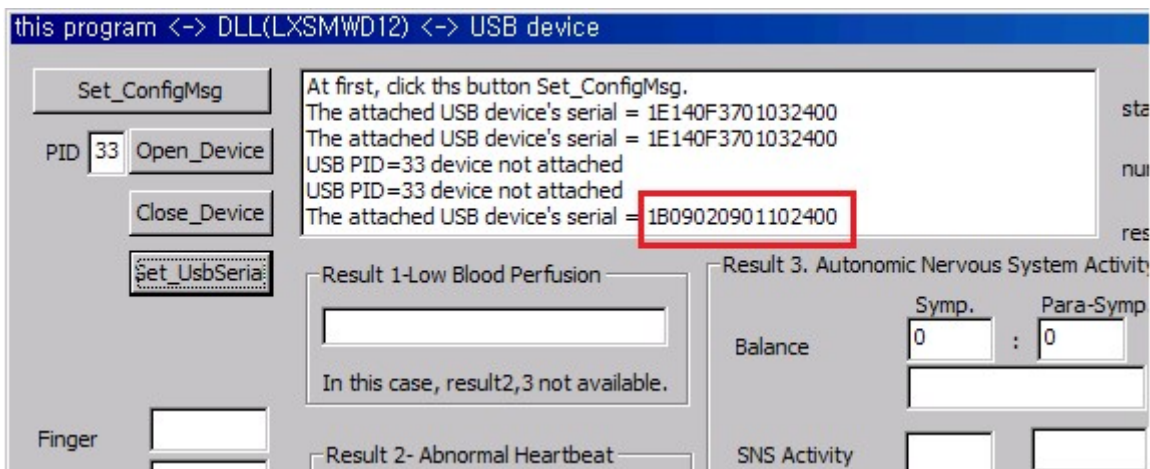 this program <-> DLL(LXSMWD12) <-> USB device
Set_ConfigMsg
PID 33 Open_Device
Close_Device
Set_UsbSerial
At first, click ths button Set_ConfigMsg.
The attached USB device's serial = 1E140F3701032400
The attached USB device's serial = 1E140F3701032400
USB PID=33 device not attached
USB PID=33 device not attached
The attached USB device's serial = 1B09020901102400
Result 1-Low Blood Perfusion
In this case, result2,3 not available.
Result 3. Autonomic Nervous System Activity
Symp. Para-Symp
Balance 0 : 0
Finger
Result 2- Abnormal Heartbeat
SNS Activity